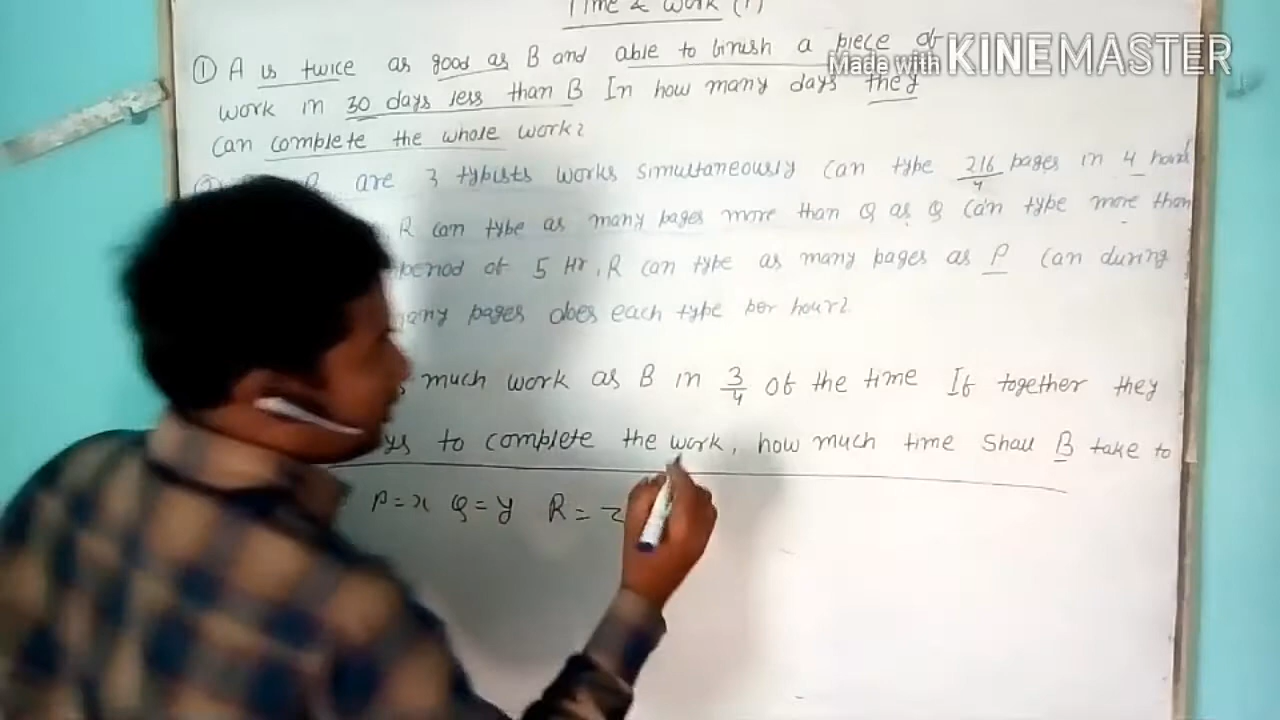 Time & Work (1)
Made with KINEMASTER
① A is twice as good as B and able to finish a piece of
work in 30 days less than B In how many days they
can complete the whole work?
are 3 typists works simultaneously can type 216/4 pages in 4 hours
R can type as many pages more than Q as Q can type more than
period of 5 Hr, R can type as many pages as P can during
many pages does each type per hour?
much work as B in 3/4 of the time If together they
to complete the work, how much time Shall B take to
P=x Q=y R=z